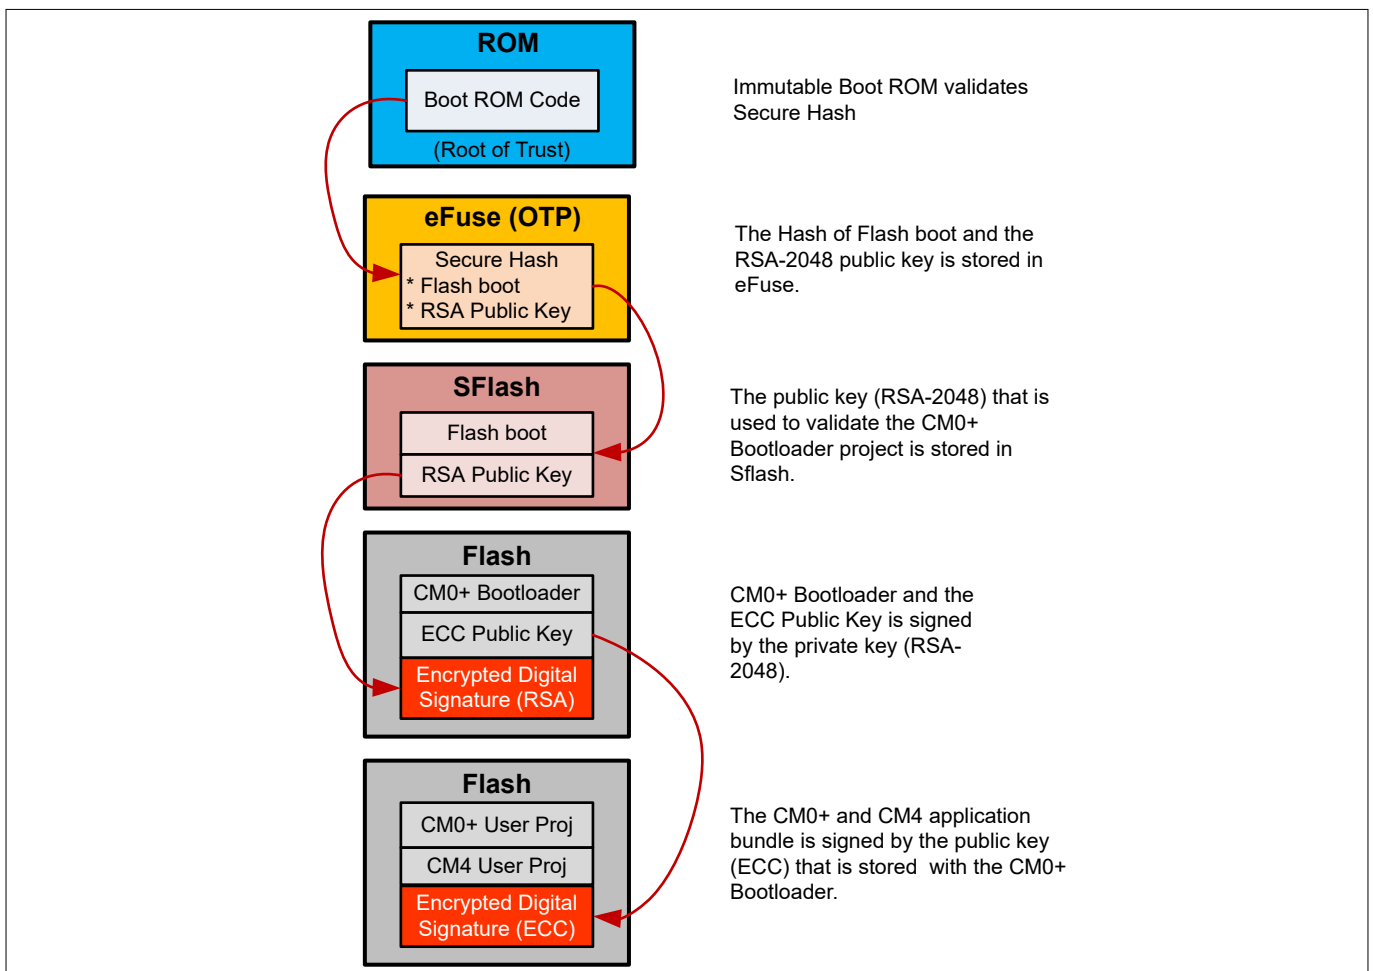 ROM
Boot ROM Code
(Root of Trust)
Immutable Boot ROM validates
Secure Hash
eFuse (OTP)
Secure Hash
* Flash boot
* RSA Public Key
The Hash of Flash boot and the
RSA-2048 public key is stored in
eFuse.
SFlash
Flash boot
RSA Public Key
The public key (RSA-2048) that is
used to validate the CM0+
Bootloader project is stored in
Sflash.
Flash
CM0+ Bootloader
ECC Public Key
Encrypted Digital
Signature (RSA)
CM0+ Bootloader and the
ECC Public Key is signed
by the private key (RSA-
2048).
Flash
CM0+ User Proj
CM4 User Proj
Encrypted Digital
Signature (ECC)
The CM0+ and CM4 application
bundle is signed by the public key
(ECC) that is stored  with the CM0+
Bootloader.